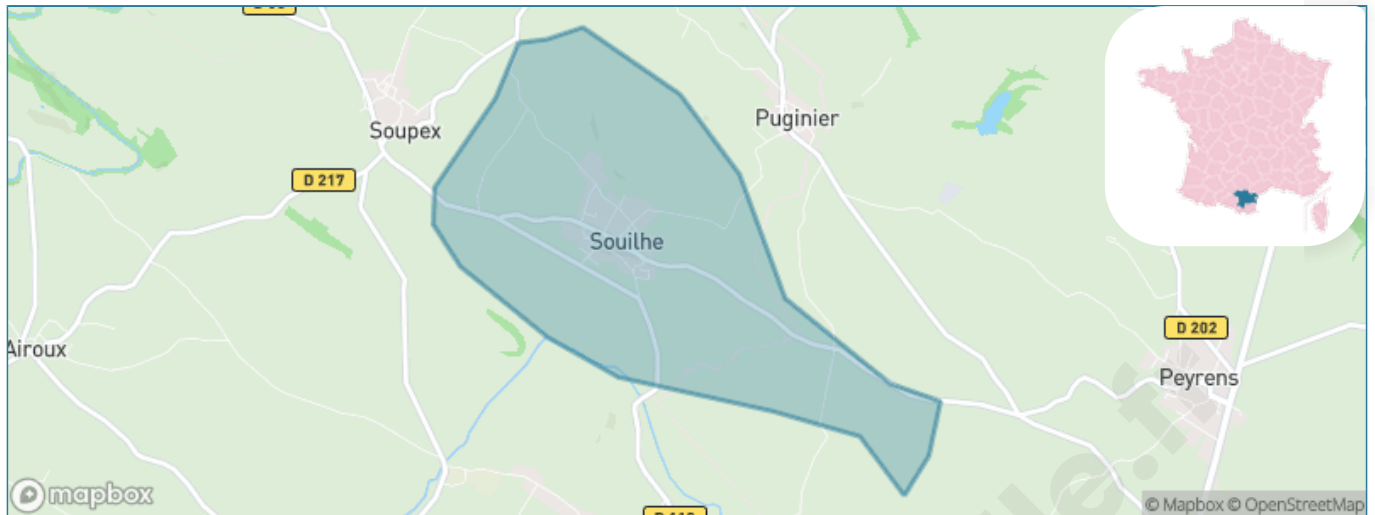 Puginier
Soupex
D 217
Souilhe
D 202
Airoux
Peyrens
mapbox
© Mapbox © OpenStreetMap